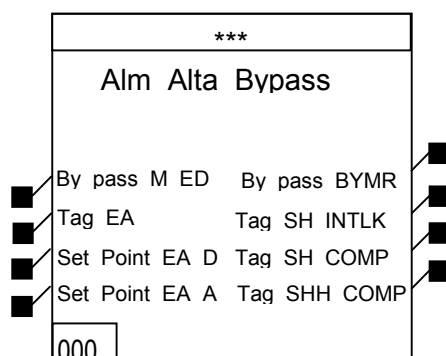 ***
Alm Alta Bypass
By pass M ED By pass BYMR
Tag EA Tag SH INTLK
Set Point EA D Tag SH COMP
Set Point EA A Tag SHH COMP
000